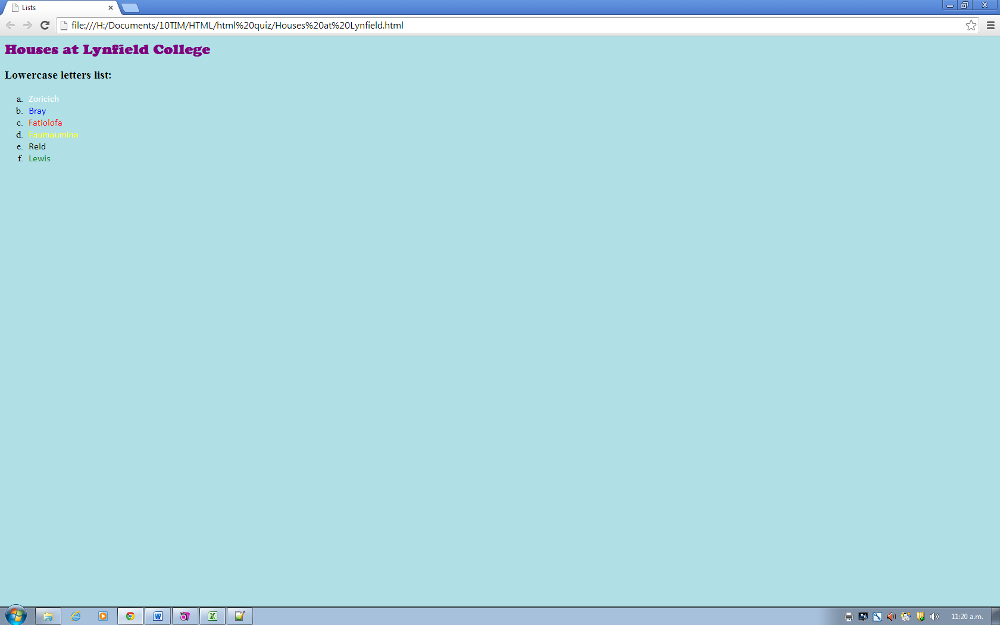 Lists
file:///H:/Documents/10TIM/HTML/html%20quiz/Houses%20at%20Lynfield.html
Houses at Lynfield College
Lowercase letters list:
a. Zoricich
b. Bray
c. Fatiolofa
d. Faumaumina
e. Reid
f. Lewis
11:20 a.m.